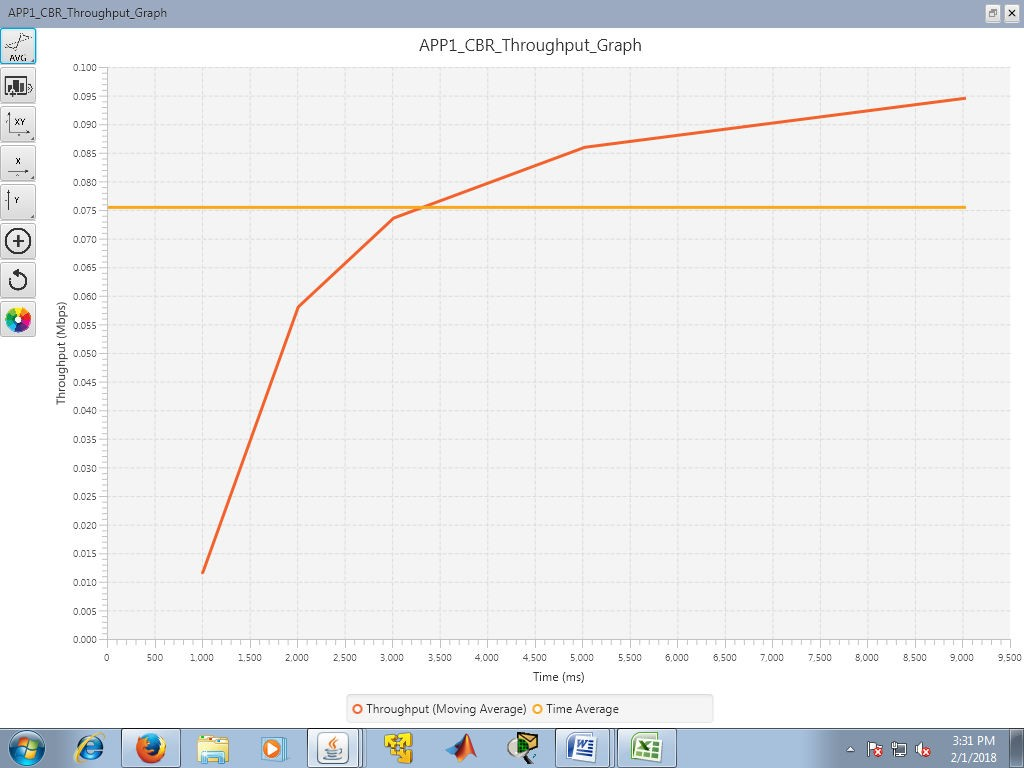 APP1_CBR_Throughput_Graph
AVG
XY
X
Y
APP1_CBR_Throughput_Graph
0.100
0.095
0.090
0.085
0.080
0.075
0.070
0.065
0.060
0.055
0.050
0.045
0.040
0.035
0.030
0.025
0.020
0.015
0.010
0.005
0.000
Throughput (Mbps)
0 500 1,000 1,500 2,000 2,500 3,000 3,500 4,000 4,500 5,000 5,500 6,000 6,500 7,000 7,500 8,000 8,500 9,000 9,500
Time (ms)
Throughput (Moving Average) Time Average
3:31 PM
2/1/2018